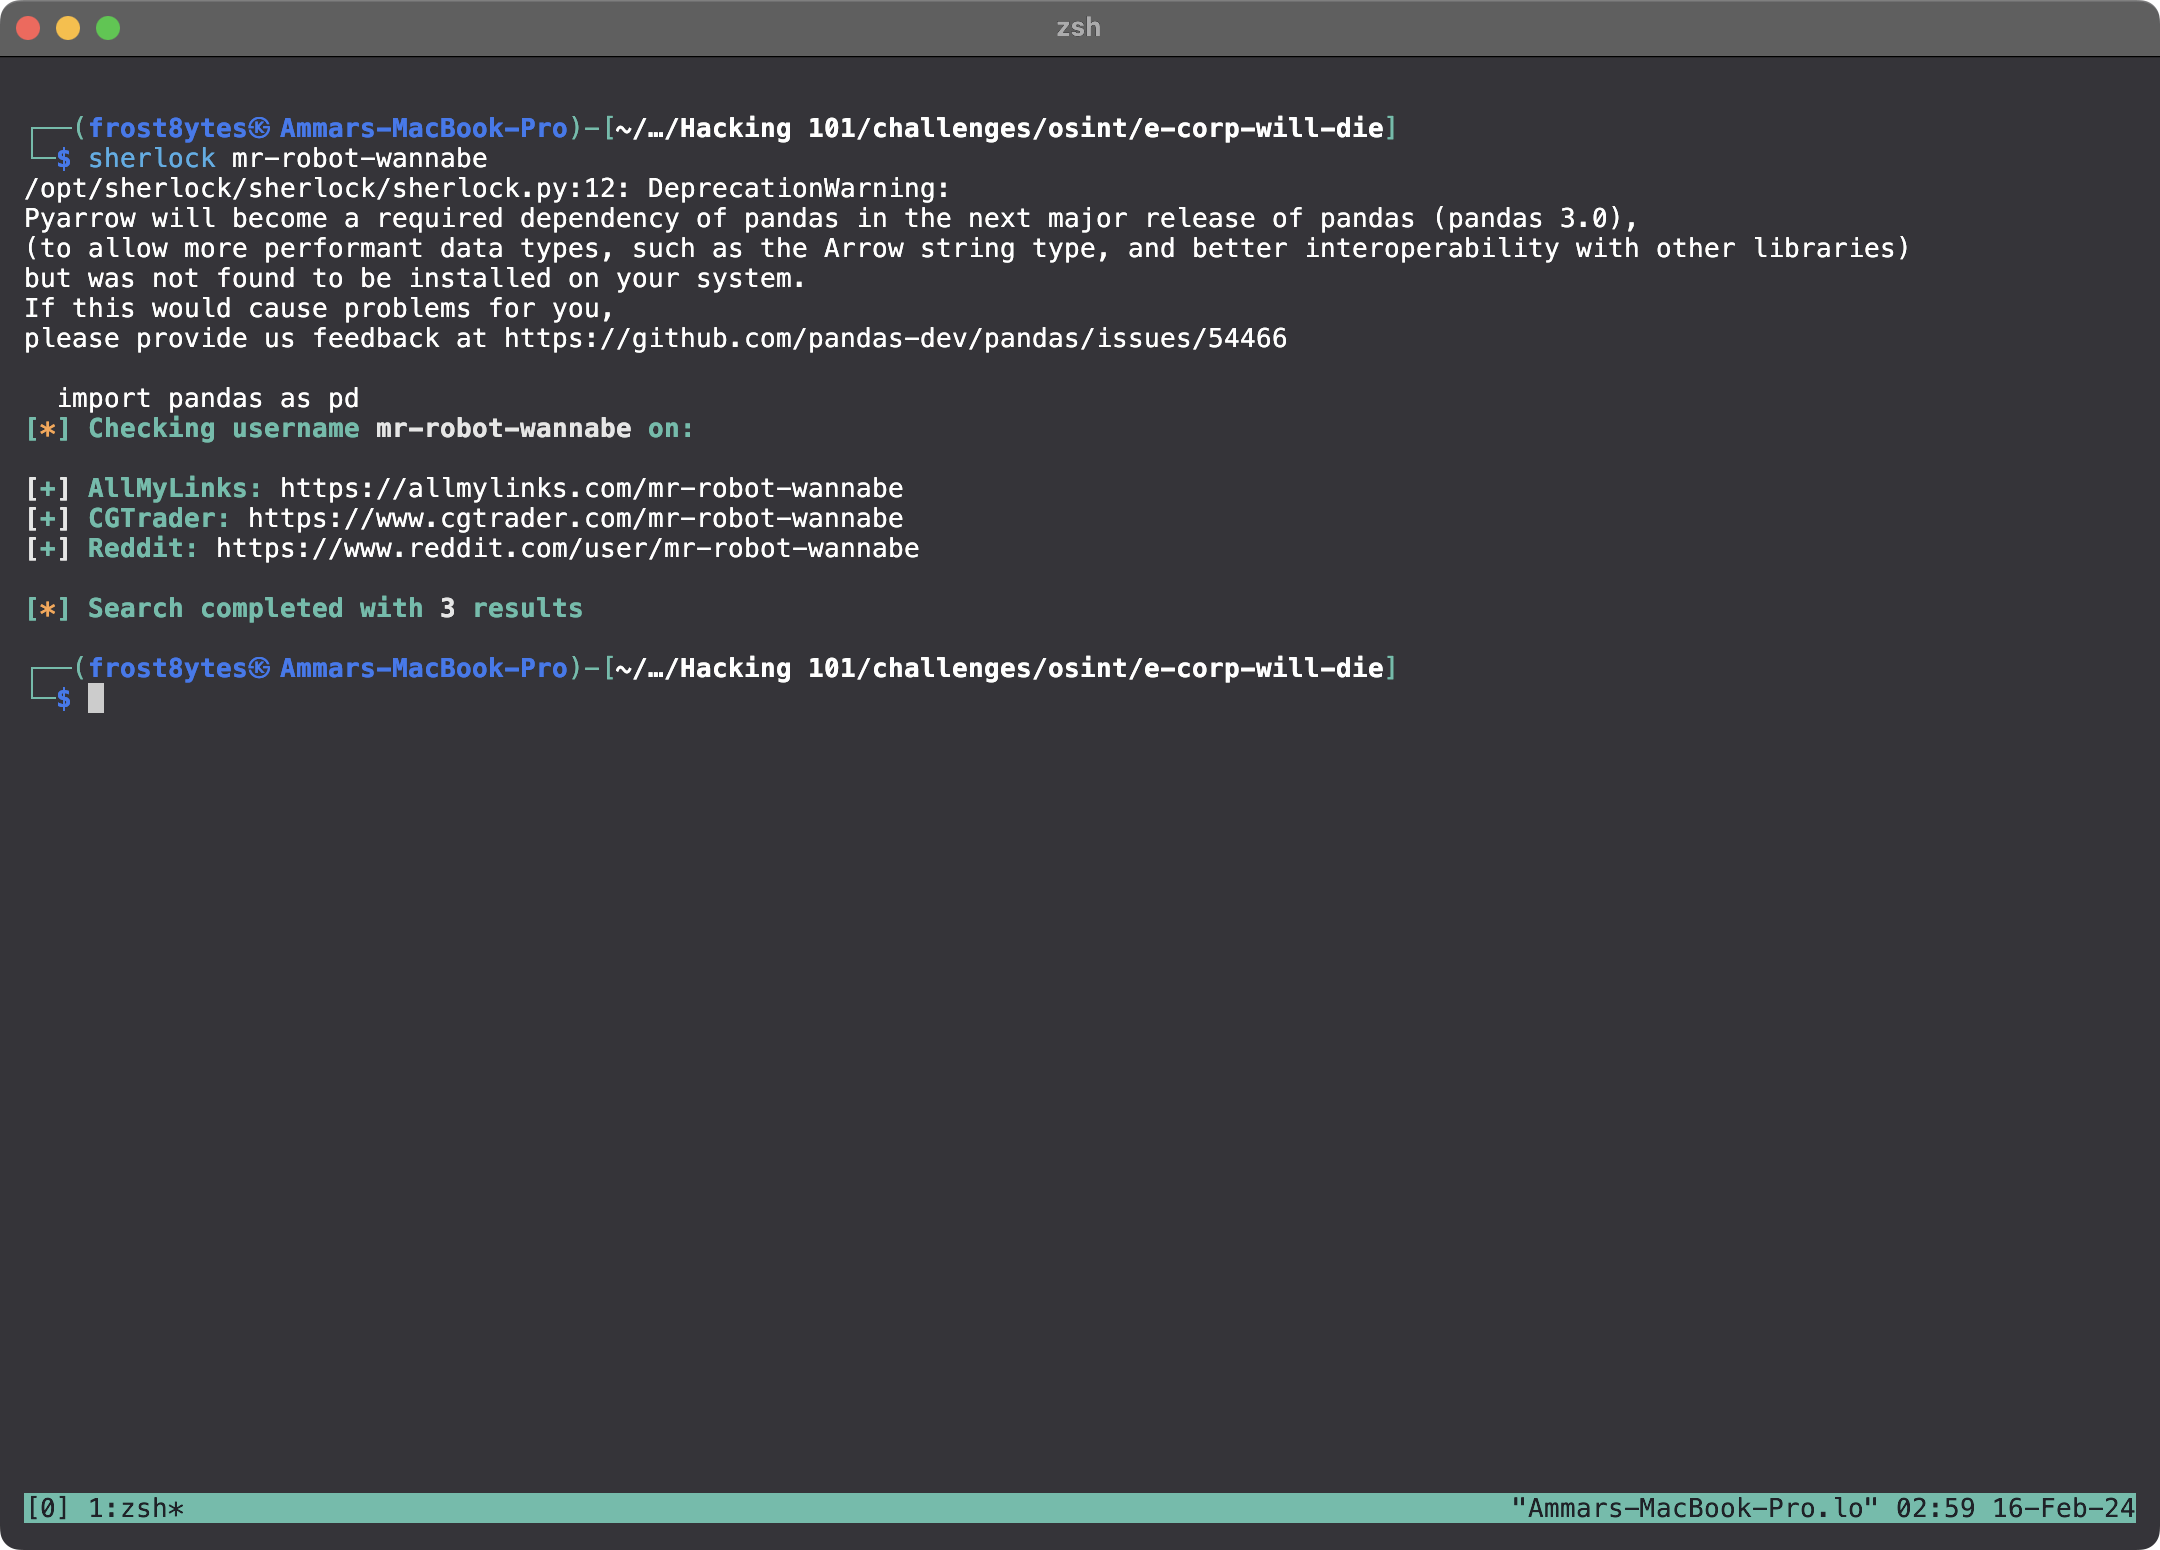 zsh
┌──(frost8ytes㉿Ammars-MacBook-Pro)-[~/…/Hacking 101/challenges/osint/e-corp-will-die]
└─$ sherlock mr-robot-wannabe
/opt/sherlock/sherlock/sherlock.py:12: DeprecationWarning:
Pyarrow will become a required dependency of pandas in the next major release of pandas (pandas 3.0),
(to allow more performant data types, such as the Arrow string type, and better interoperability with other libraries)
but was not found to be installed on your system.
If this would cause problems for you,
please provide us feedback at https://github.com/pandas-dev/pandas/issues/54466
  import pandas as pd
[*] Checking username mr-robot-wannabe on:
[+] AllMyLinks: https://allmylinks.com/mr-robot-wannabe
[+] CGTrader: https://www.cgtrader.com/mr-robot-wannabe
[+] Reddit: https://www.reddit.com/user/mr-robot-wannabe
[*] Search completed with 3 results
┌──(frost8ytes㉿Ammars-MacBook-Pro)-[~/…/Hacking 101/challenges/osint/e-corp-will-die]
└─$
[0] 1:zsh* "Ammars-MacBook-Pro.lo" 02:59 16-Feb-24